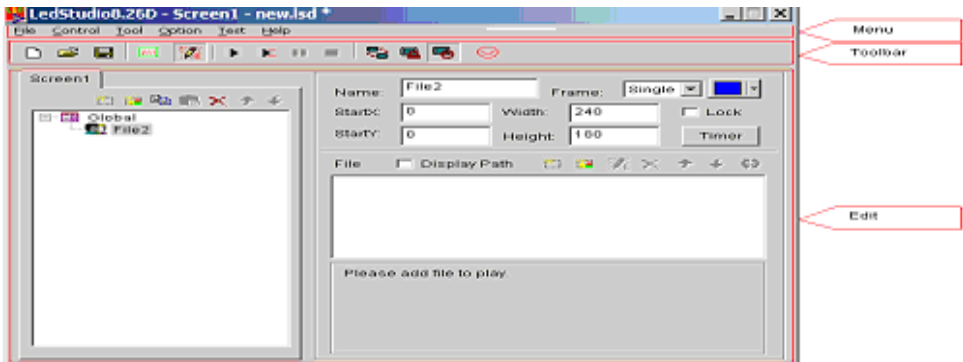 LedStudio8.26D - Screen1 - new.lsd *
File Control Tool Option Test Help
Menu
Toolbar
Screen1
Global
File2
Name: File2 Frame: Single
StartX: 0 Width: 240 Lock
StartY: 0 Height: 180 Timer
File Display Path
Please add file to play.
Edit